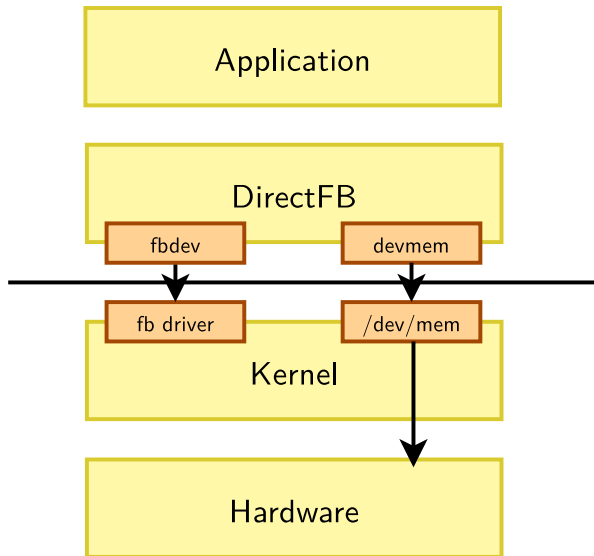 Application
DirectFB
fbdev
devmem
fb driver
/dev/mem
Kernel
Hardware